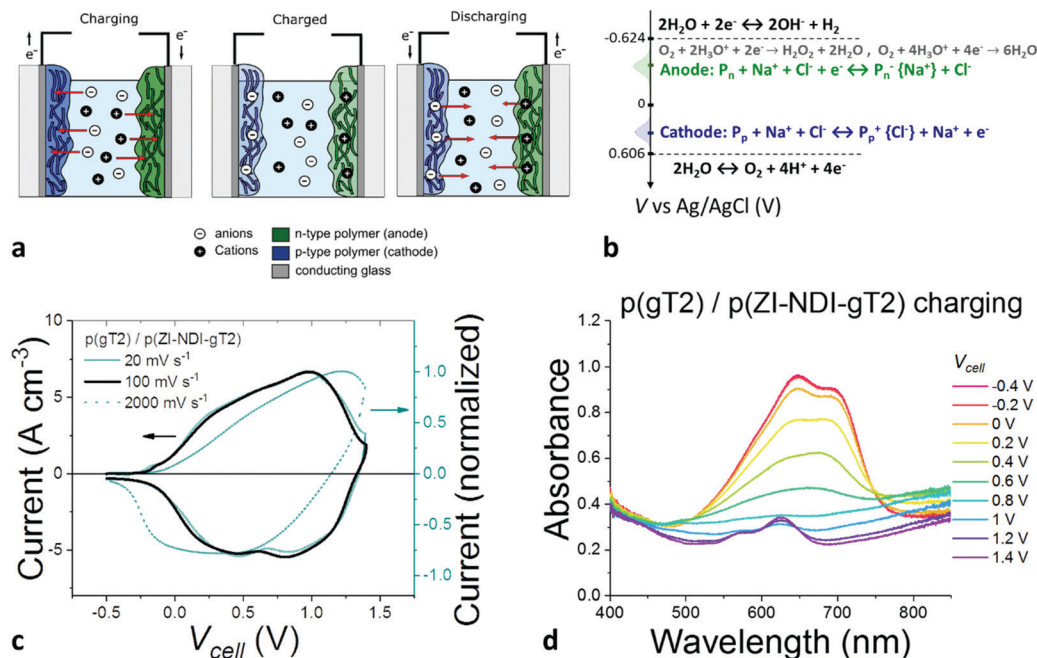 Charging
Charged
Discharging
e⁻
e⁻
e⁻
e⁻
a
anions
Cations
n-type polymer (anode)
p-type polymer (cathode)
conducting glass
2H₂O + 2e⁻ ↔ 2OH⁻ + H₂
-0.624
O₂ + 2H₃O⁺ + 2e⁻ → H₂O₂ + 2H₂O , O₂ + 4H₃O⁺ + 4e⁻ → 6H₂O
Anode: Pₙ + Na⁺ + Cl⁻ + e⁻ ↔ Pₙ⁻ {Na⁺} + Cl⁻
0
Cathode: Pₚ + Na⁺ + Cl⁻ ↔ Pₚ⁺ {Cl⁻} + Na⁺ + e⁻
0.606
2H₂O ↔ O₂ + 4H⁺ + 4e⁻
V vs Ag/AgCl (V)
b
p(gT2) / p(ZI-NDI-gT2)
20 mV s⁻¹
100 mV s⁻¹
2000 mV s⁻¹
Current (A cm⁻³)
10
5
0
-5
Current (normalized)
1.0
0.5
0.0
-0.5
-1.0
-0.5 0.0 0.5 1.0 1.5
V_cell (V)
c
p(gT2) / p(ZI-NDI-gT2) charging
Absorbance
1.2
1.0
0.8
0.6
0.4
0.2
0.0
V_cell
-0.4 V
-0.2 V
0 V
0.2 V
0.4 V
0.6 V
0.8 V
1 V
1.2 V
1.4 V
400 500 600 700 800
Wavelength (nm)
d